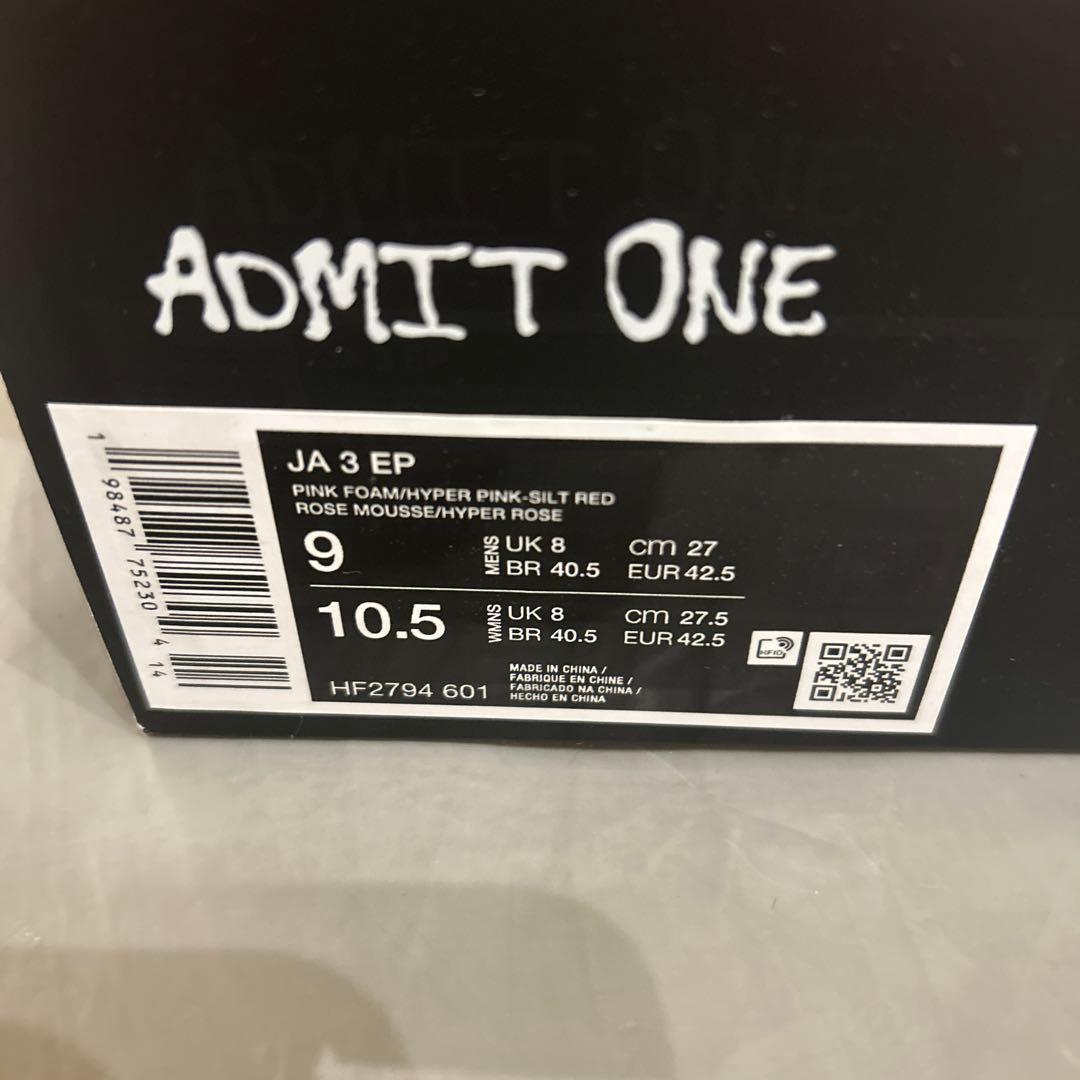 ADMIT ONE
JA 3 EP
PINK FOAM/HYPER PINK-SILT RED
ROSE MOUSSE/HYPER ROSE
9 MENS UK 8 cm 27
BR 40.5 EUR 42.5
10.5 WMNS UK 8 cm 27.5
BR 40.5 EUR 42.5
HF2794 601
MADE IN CHINA /
FABRIQUE EN CHINE /
FABRICADO NA CHINA /
HECHO EN CHINA
RFID
1 98487 75230 4 14